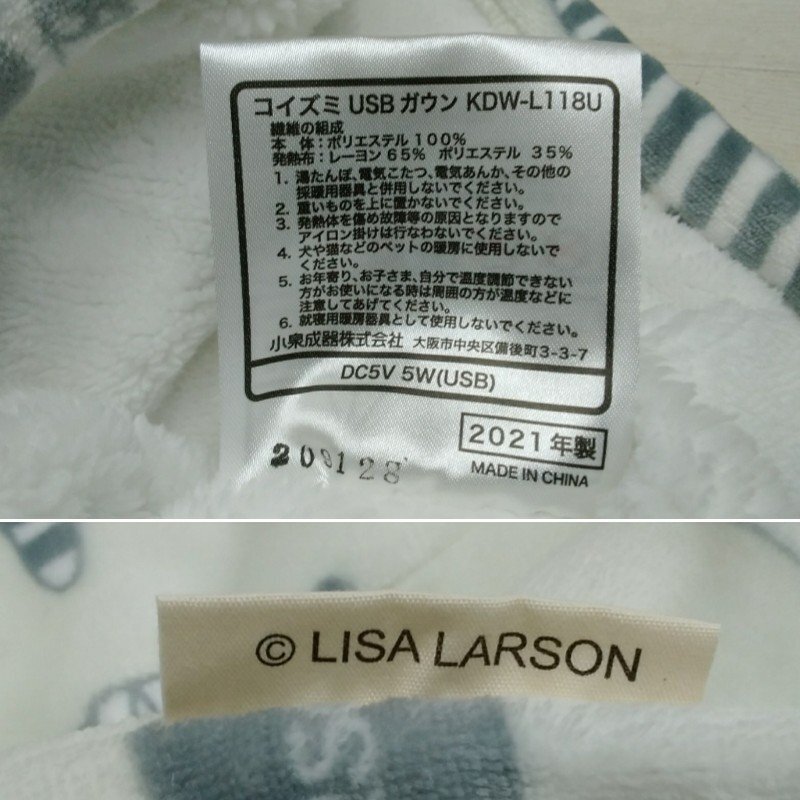 コイズミ USB ガウン KDW-L118U
繊維の組成
本 体:ポリエステル 100%
発熱布:レーヨン 65% ポリエステル 35%
1. 湯たんぽ、電気こたつ、電気あんか、その他の
採暖用器具と併用しないでください。
2. 重いものを上に置かないでください。
3. 発熱体を傷め故障等の原因となりますので
アイロン掛けは行なわないでください。
4. 犬や猫などのペットの暖房に使用しないで
ください。
5. お年寄り、お子さま、自分で温度調節できない
方がお使いになる時は周囲の方が温度などに
注意してあげてください。
6. 就寝用暖房器具として使用しないでください。
小泉成器株式会社 大阪市中央区備後町3-3-7
DC5V 5W(USB)
2021年製
MADE IN CHINA
© LISA LARSON